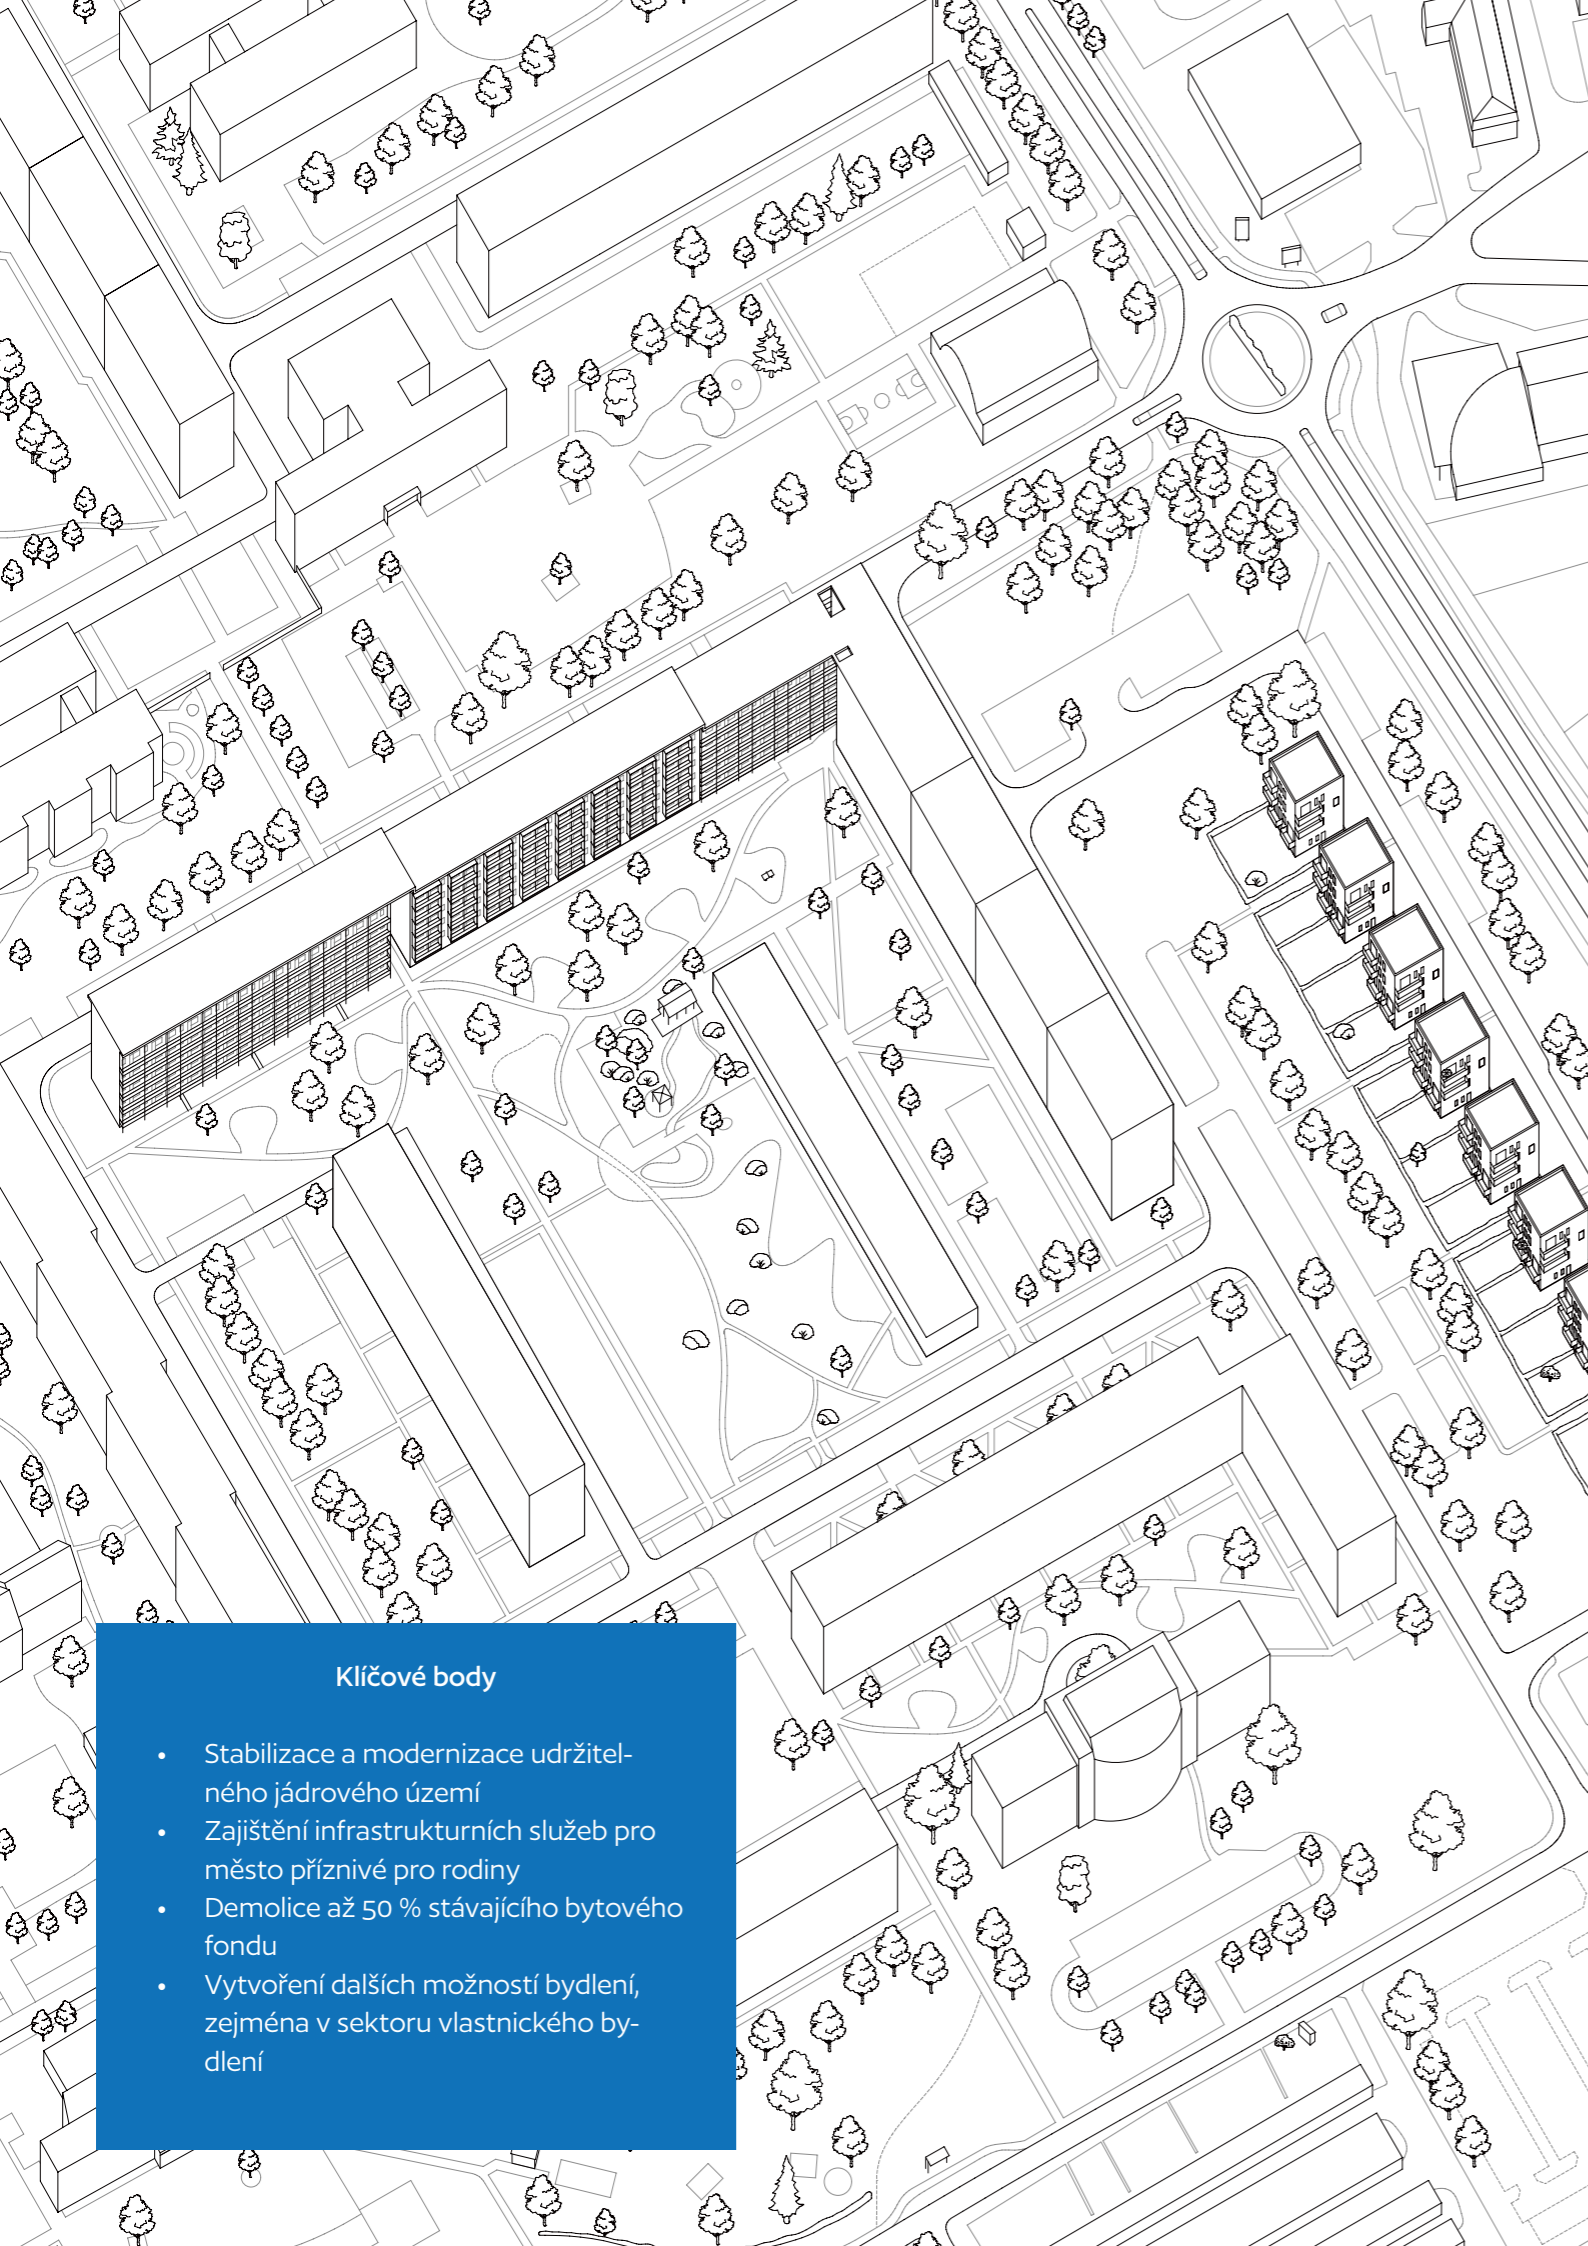 Klíčové body
• Stabilizace a modernizace udržitel-
ného jádrového území
• Zajištění infrastrukturních služeb pro
město příznivé pro rodiny
• Demolice až 50 % stávajícího bytového
fondu
• Vytvoření dalších možností bydlení,
zejména v sektoru vlastnického by-
dlení